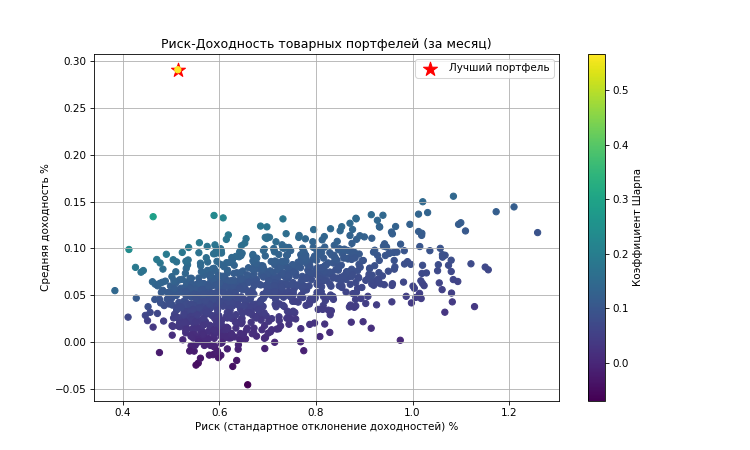 Риск-Доходность товарных портфелей (за месяц)
Лучший портфель
Средняя доходность %
0.30
0.25
0.20
0.15
0.10
0.05
0.00
−0.05
0.4 0.6 0.8 1.0 1.2
Риск (стандартное отклонение доходностей) %
0.5
0.4
0.3
0.2
0.1
0.0
Коэффициент Шарпа